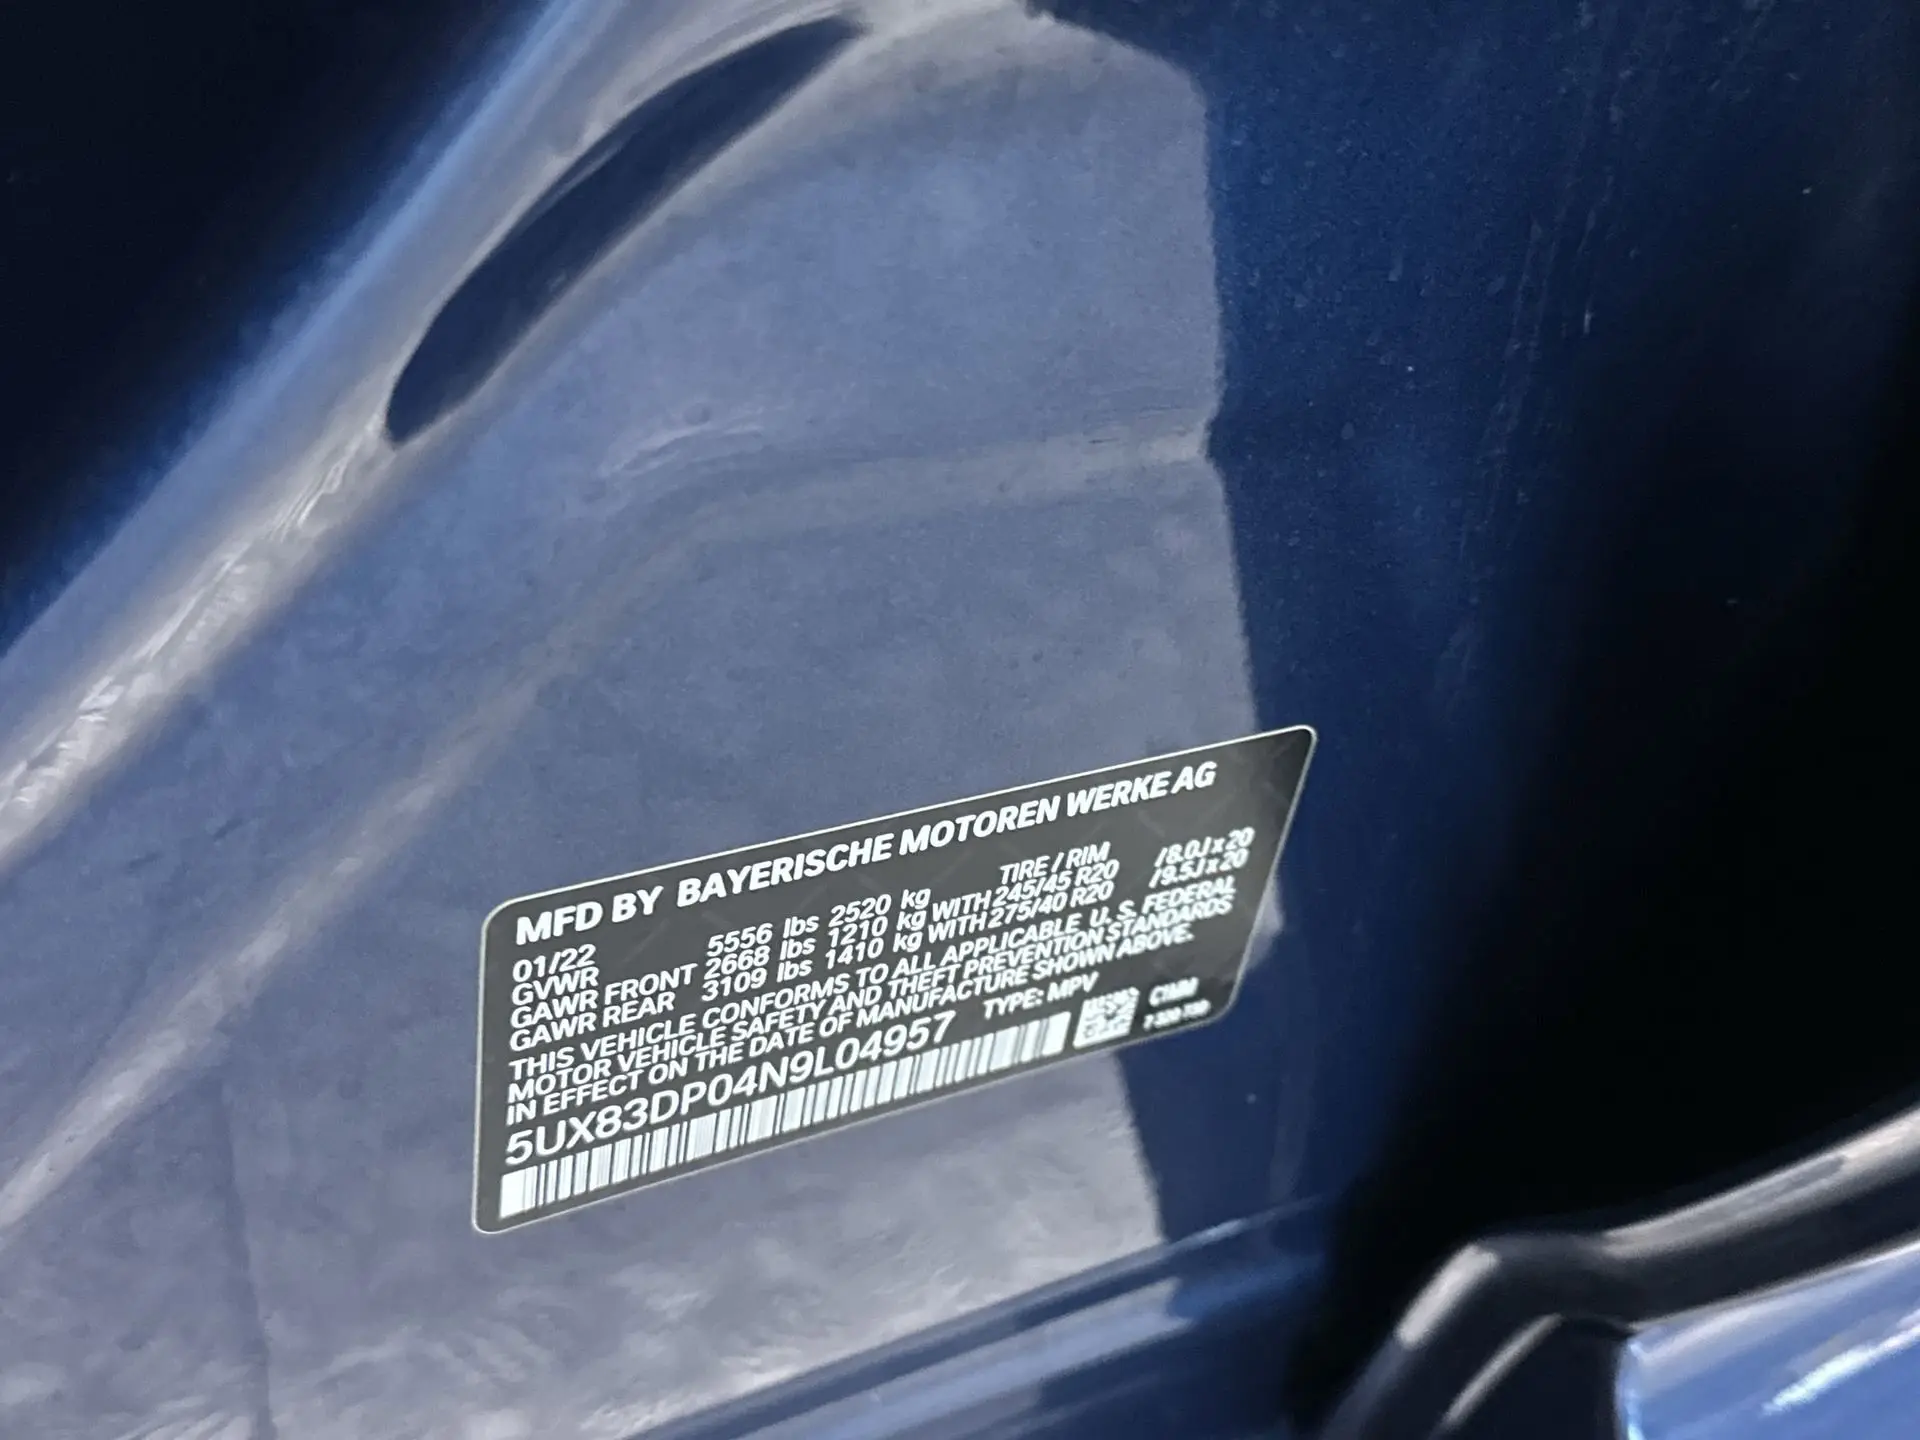 MFD BY BAYERISCHE MOTOREN WERKE AG
01/22 TIRE / RIM
GVWR 5556 lbs 2520 kg
GAWR FRONT 2668 lbs 1210 kg WITH 245/45 R20 /8.0J x 20
GAWR REAR 3109 lbs 1410 kg WITH 275/40 R20 /9.5J x 20
THIS VEHICLE CONFORMS TO ALL APPLICABLE U. S. FEDERAL
MOTOR VEHICLE SAFETY AND THEFT PREVENTION STANDARDS
IN EFFECT ON THE DATE OF MANUFACTURE SHOWN ABOVE.
5UX83DP04N9L04957 TYPE: MPV